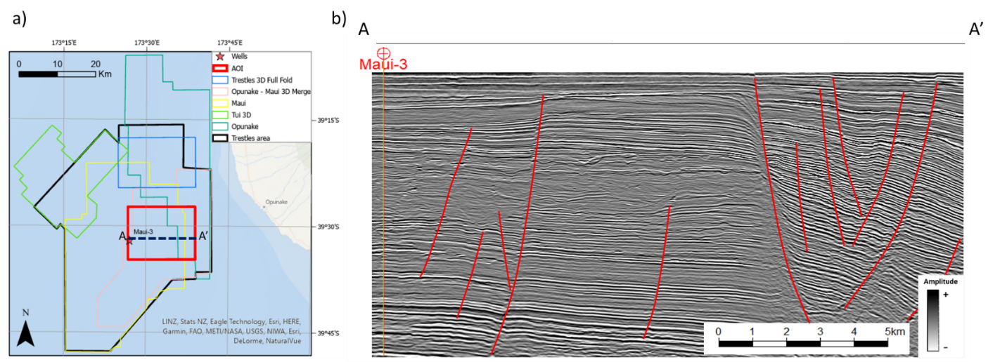 a)
b)
A
A’
173°15'E
173°30'E
173°45'E
0
10
20
Km
Wells
AOI
Trestles 3D Full Fold
Opunake - Maui 3D Merge
Maui
Tui 3D
Opunake
Trestles area
39°15'S
39°30'S
39°45'S
Opunake
A
Maui-3
A’
N
LINZ, Stats NZ, Eagle Technology, Esri, HERE,
Garmin, FAO, METI/NASA, USGS, NIWA, Esri,
DeLorme, NaturalVue
Maui-3
Amplitude
+
-
0
1
2
3
4
5km